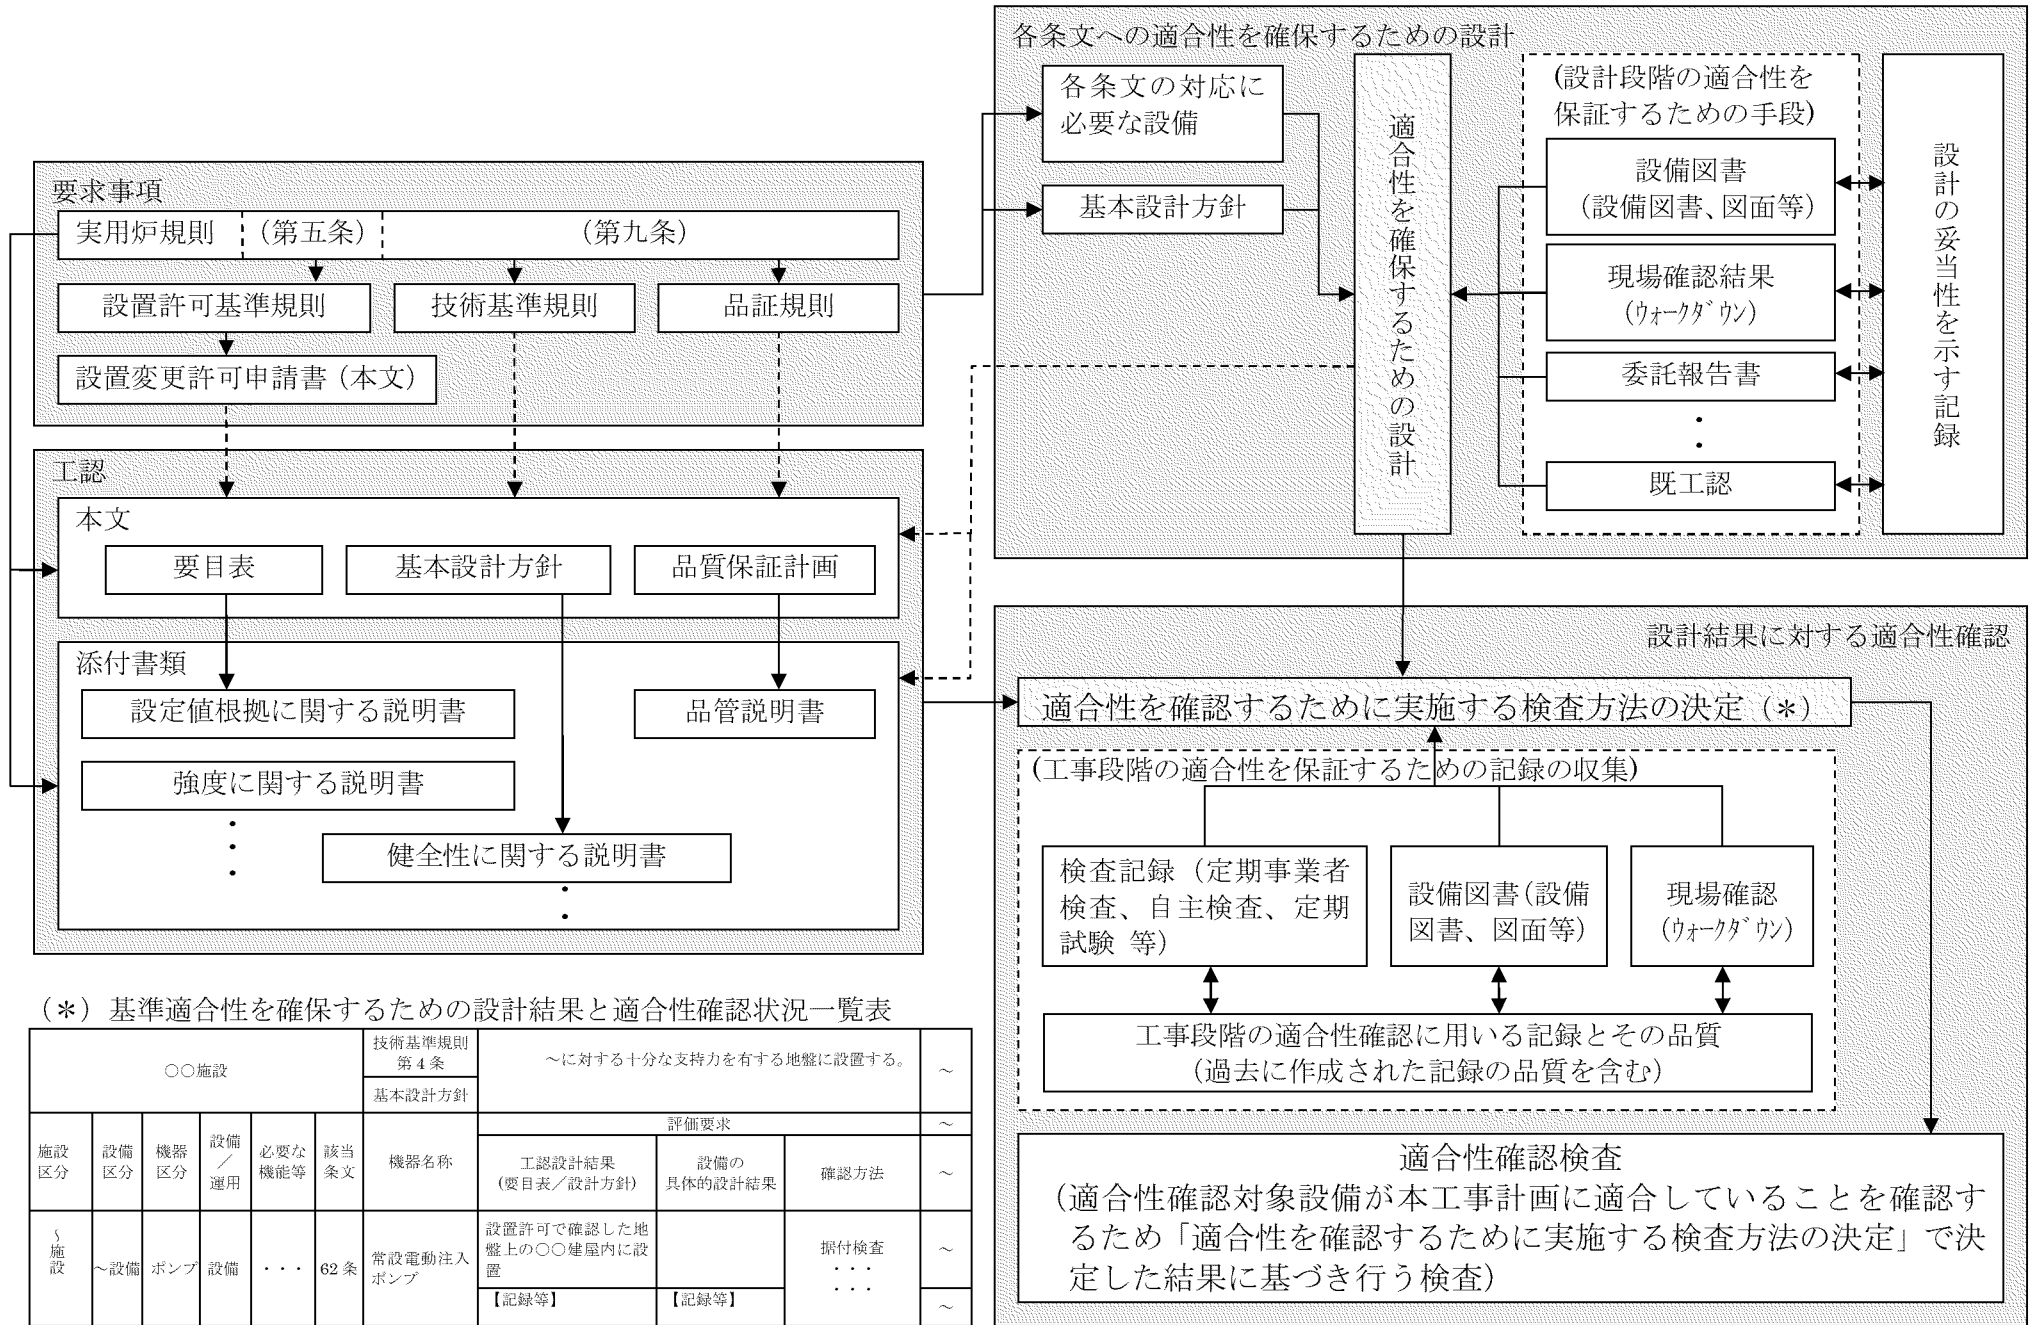 要求事項
実用炉規則
(第五条)
(第九条)
設置許可基準規則
技術基準規則
品証規則
設置変更許可申請書(本文)
工認
本文
要目表
基本設計方針
品質保証計画
添付書類
設定値根拠に関する説明書
品管説明書
強度に関する説明書
・
・
・
健全性に関する説明書
・
・
各条文への適合性を確保するための設計
各条文の対応に
必要な設備
基本設計方針
適合性を確保するための設計
(設計段階の適合性を
保証するための手段)
設備図書
(設備図書、図面等)
現場確認結果
(ウォークダウン)
委託報告書
・
・
既工認
設計の妥当性を示す記録
設計結果に対する適合性確認
適合性を確認するために実施する検査方法の決定(*)
(工事段階の適合性を保証するための記録の収集)
検査記録(定期事業者
検査、自主検査、定期
試験 等)
設備図書(設備
図書、図面等)
現場確認
(ウォークダウン)
工事段階の適合性確認に用いる記録とその品質
(過去に作成された記録の品質を含む)
適合性確認検査
(適合性確認対象設備が本工事計画に適合していることを確認す
るため「適合性を確認するために実施する検査方法の決定」で決
定した結果に基づき行う検査)
(*)基準適合性を確保するための設計結果と適合性確認状況一覧表
○○施設
技術基準規則
第4条
~に対する十分な支持力を有する地盤に設置する。
~
基本設計方針
評価要求
~
施設
区分
設備
区分
機器
区分
設備
/
運用
必要な
機能等
該当
条文
機器名称
工認設計結果
(要目表/設計方針)
設備の
具体的設計結果
確認方法
~
~施設
~設備
ポンプ
設備
・・・
62条
常設電動注入
ポンプ
設置許可で確認した地
盤上の○○建屋内に設
置
据付検査
・・・
・・・
~
【記録等】
【記録等】
~